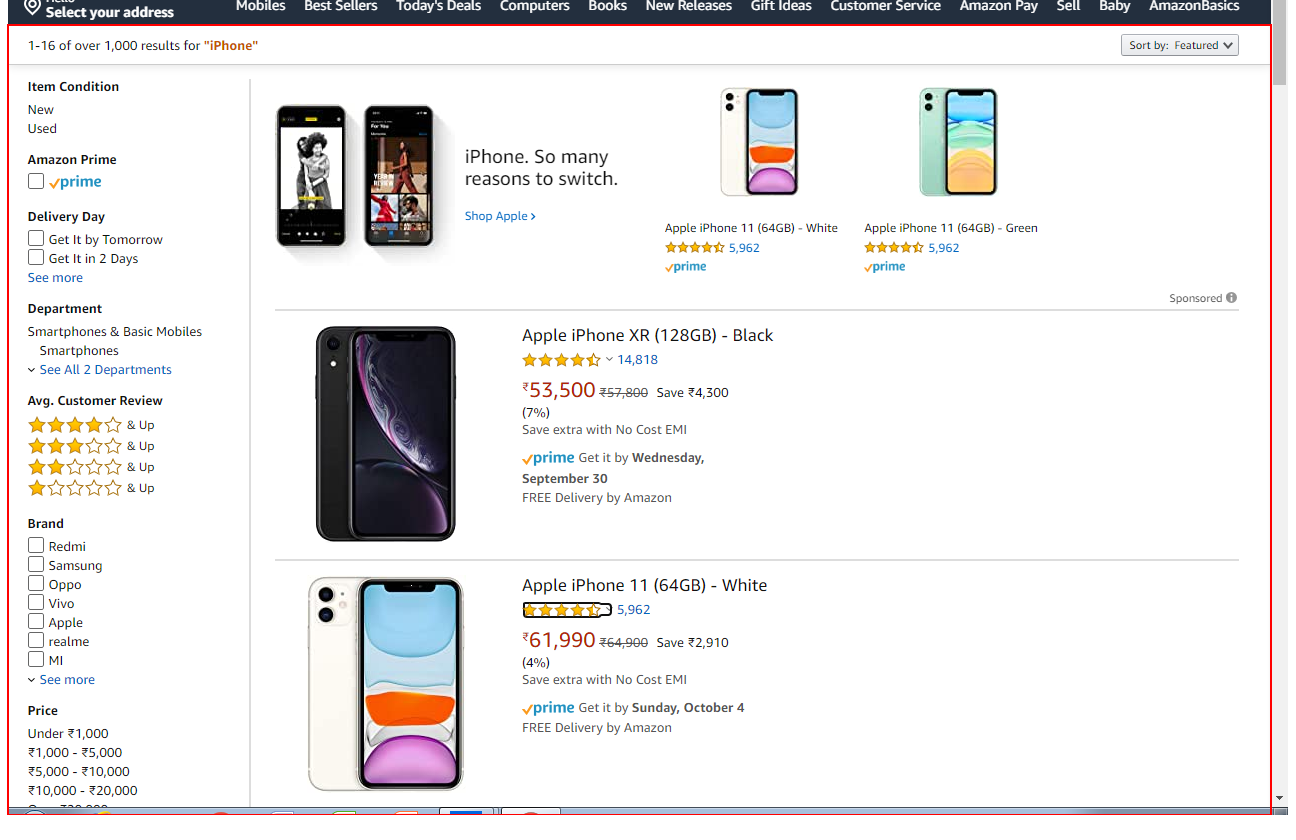 Select your address
Mobiles Best Sellers Today's Deals Computers Books New Releases Gift Ideas Customer Service Amazon Pay Sell Baby AmazonBasics
1-16 of over 1,000 results for "iPhone"
Sort by: Featured
Item Condition
New
Used
Amazon Prime
prime
Delivery Day
Get It by Tomorrow
Get It in 2 Days
See more
Department
Smartphones & Basic Mobiles
Smartphones
See All 2 Departments
Avg. Customer Review
& Up
& Up
& Up
& Up
Brand
Redmi
Samsung
Oppo
Vivo
Apple
realme
MI
See more
Price
Under ₹1,000
₹1,000 - ₹5,000
₹5,000 - ₹10,000
₹10,000 - ₹20,000
For You
YEAR IN
REVIEW
iPhone. So many
reasons to switch.
Shop Apple
Apple iPhone 11 (64GB) - White
5,962
prime
Apple iPhone 11 (64GB) - Green
5,962
prime
Sponsored
Apple iPhone XR (128GB) - Black
14,818
₹53,500 ₹57,800 Save ₹4,300
(7%)
Save extra with No Cost EMI
prime Get it by Wednesday,
September 30
FREE Delivery by Amazon
Apple iPhone 11 (64GB) - White
5,962
₹61,990 ₹64,900 Save ₹2,910
(4%)
Save extra with No Cost EMI
prime Get it by Sunday, October 4
FREE Delivery by Amazon